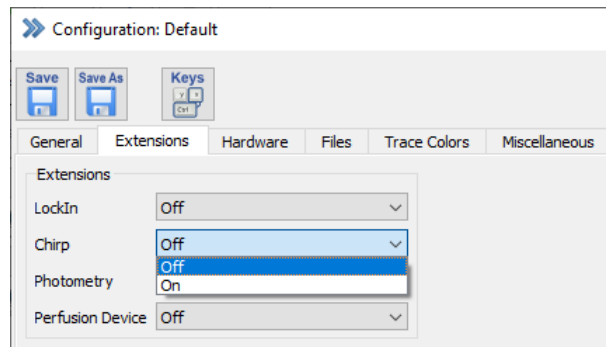 Configuration: Default
Save Save As Keys
Y X
Ctrl
General Extensions Hardware Files Trace Colors Miscellaneous
Extensions
LockIn Off
Chirp Off
Off
Photometry On
Perfusion Device Off